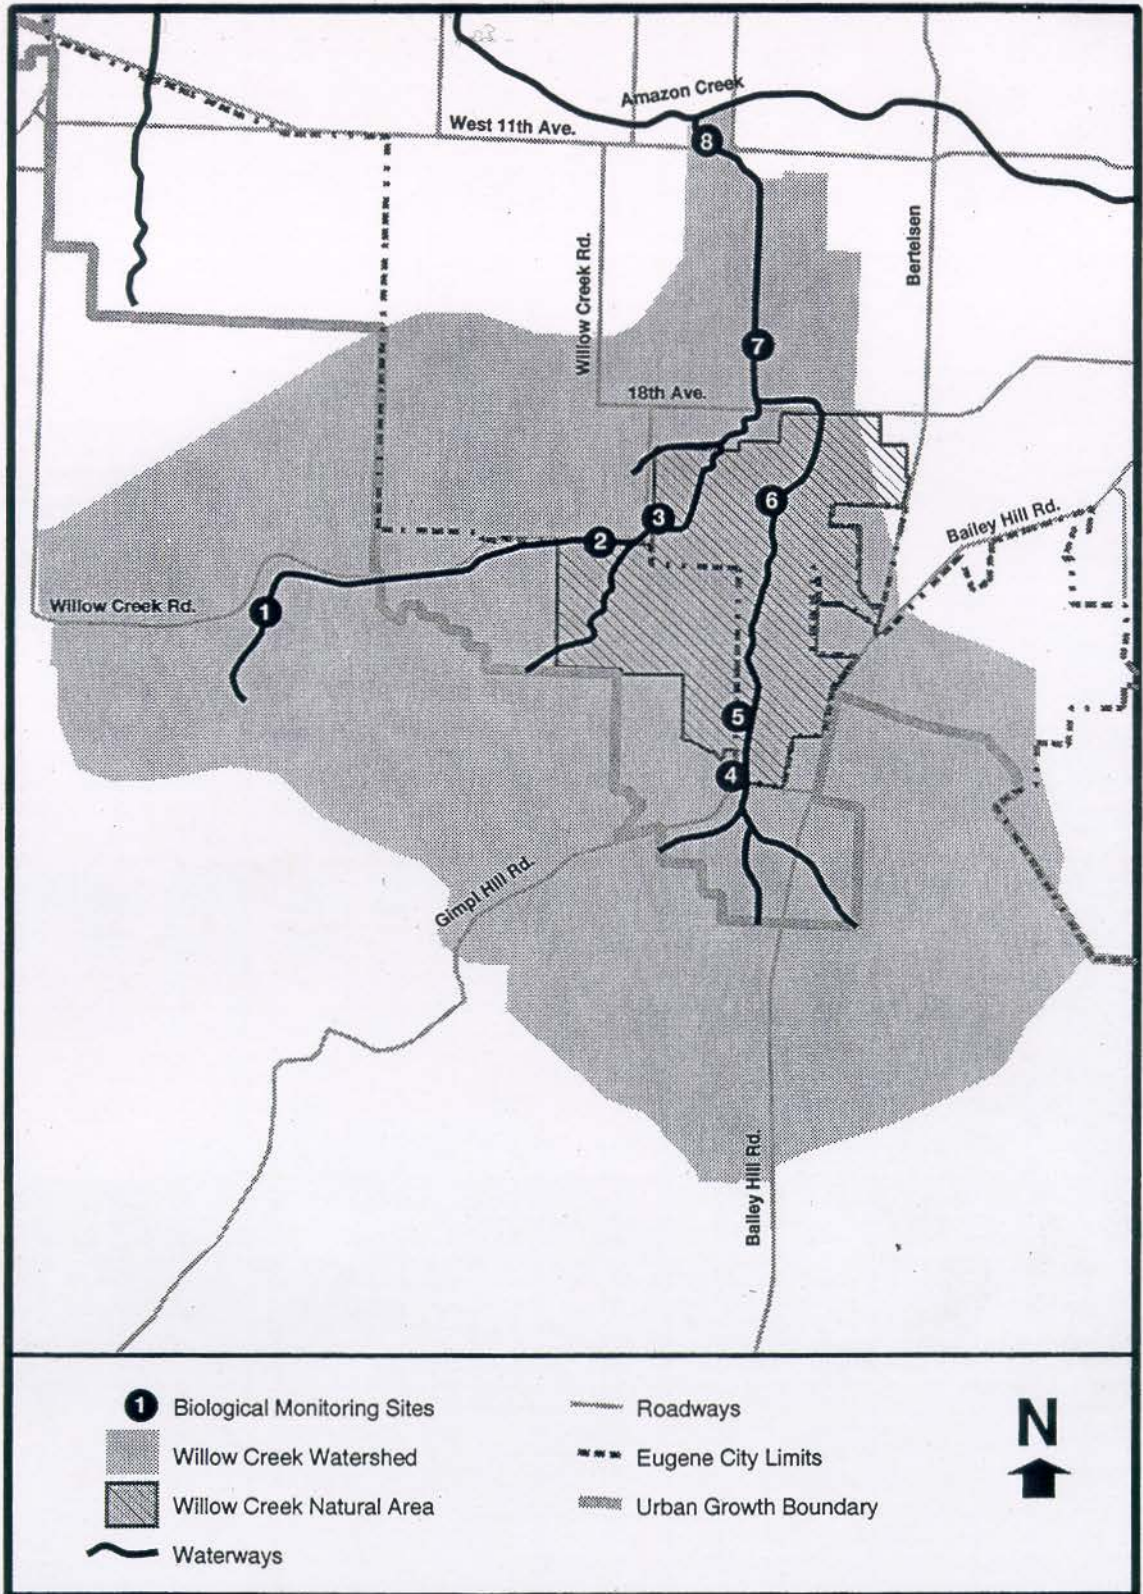 Amazon Creek
West 11th Ave.
8
Willow Creek Rd.
Bertelsen
7
18th Ave.
6
3
2
Bailey Hill Rd.
Willow Creek Rd.
1
5
4
Gimpl Hill Rd.
Bailey Hill Rd.
1 Biological Monitoring Sites
Willow Creek Watershed
Willow Creek Natural Area
Waterways
Roadways
Eugene City Limits
Urban Growth Boundary
N